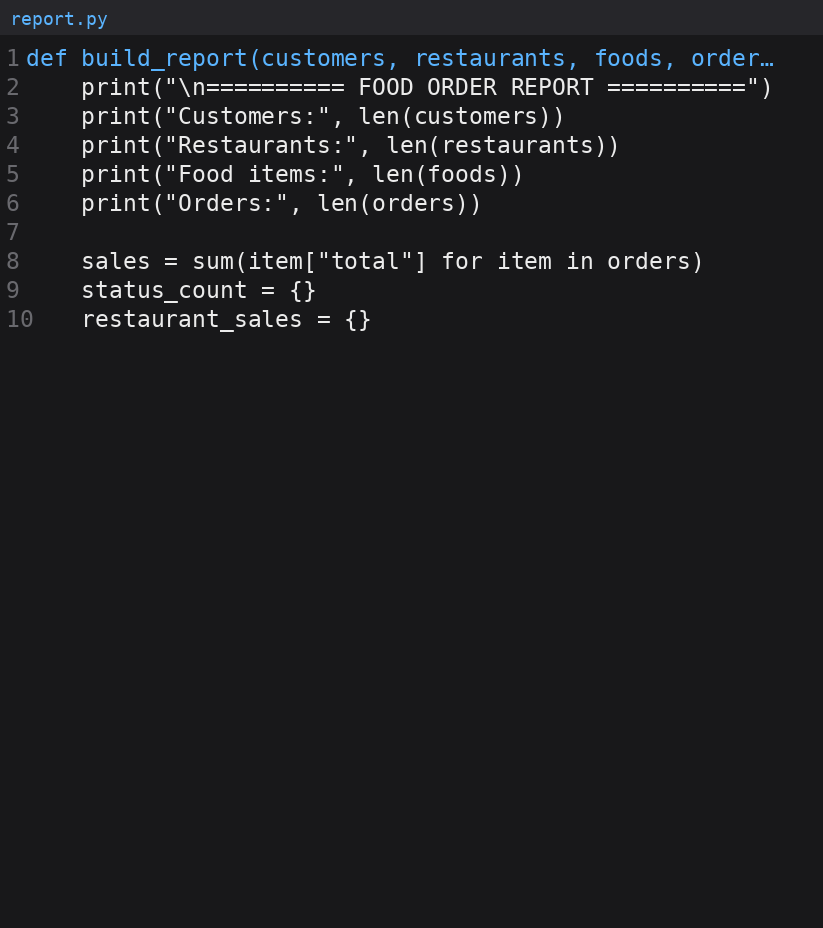 report.py
1 def build_report(customers, restaurants, foods, order…
2     print("\n========== FOOD ORDER REPORT ==========")
3     print("Customers:", len(customers))
4     print("Restaurants:", len(restaurants))
5     print("Food items:", len(foods))
6     print("Orders:", len(orders))
7
8     sales = sum(item["total"] for item in orders)
9     status_count = {}
10    restaurant_sales = {}